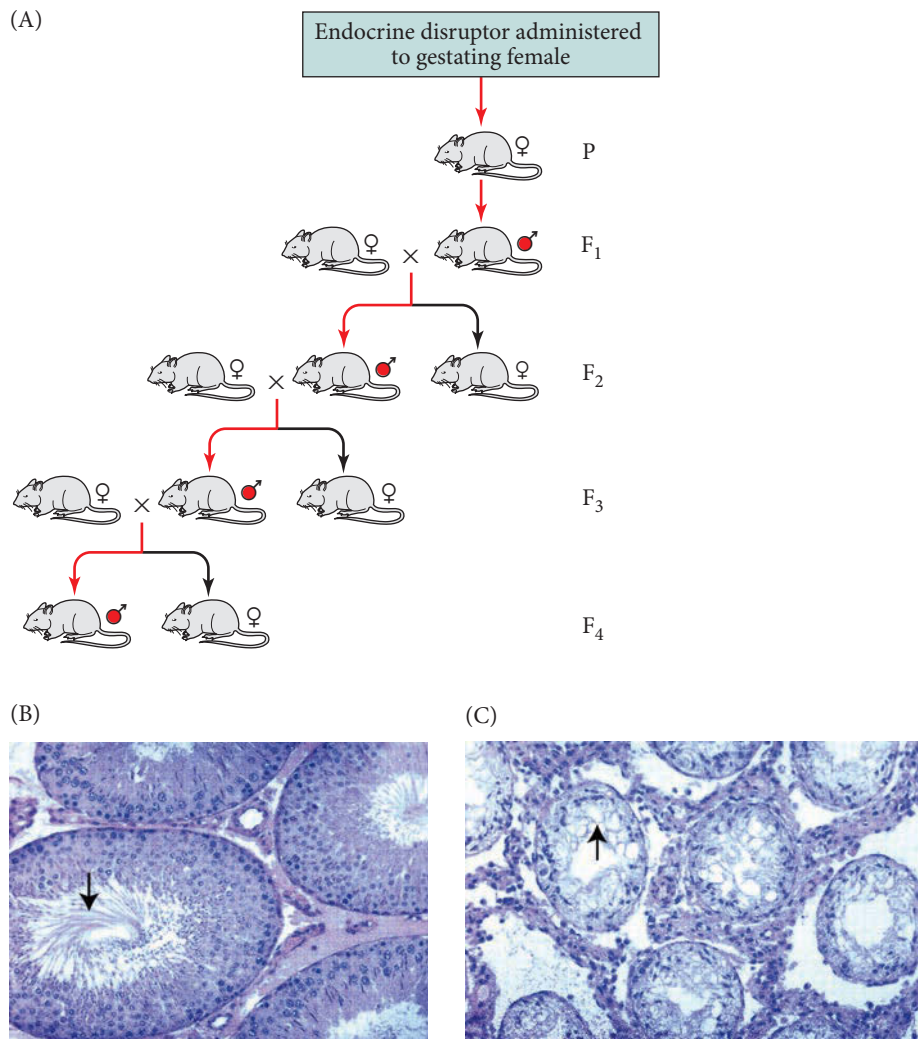 (A)
Endocrine disruptor administered
to gestating female
♀ P
♀ × ♂ F1
♀ × ♂ ♀ F2
♀ × ♂ ♀ F3
♂ ♀ F4
(B) (C)